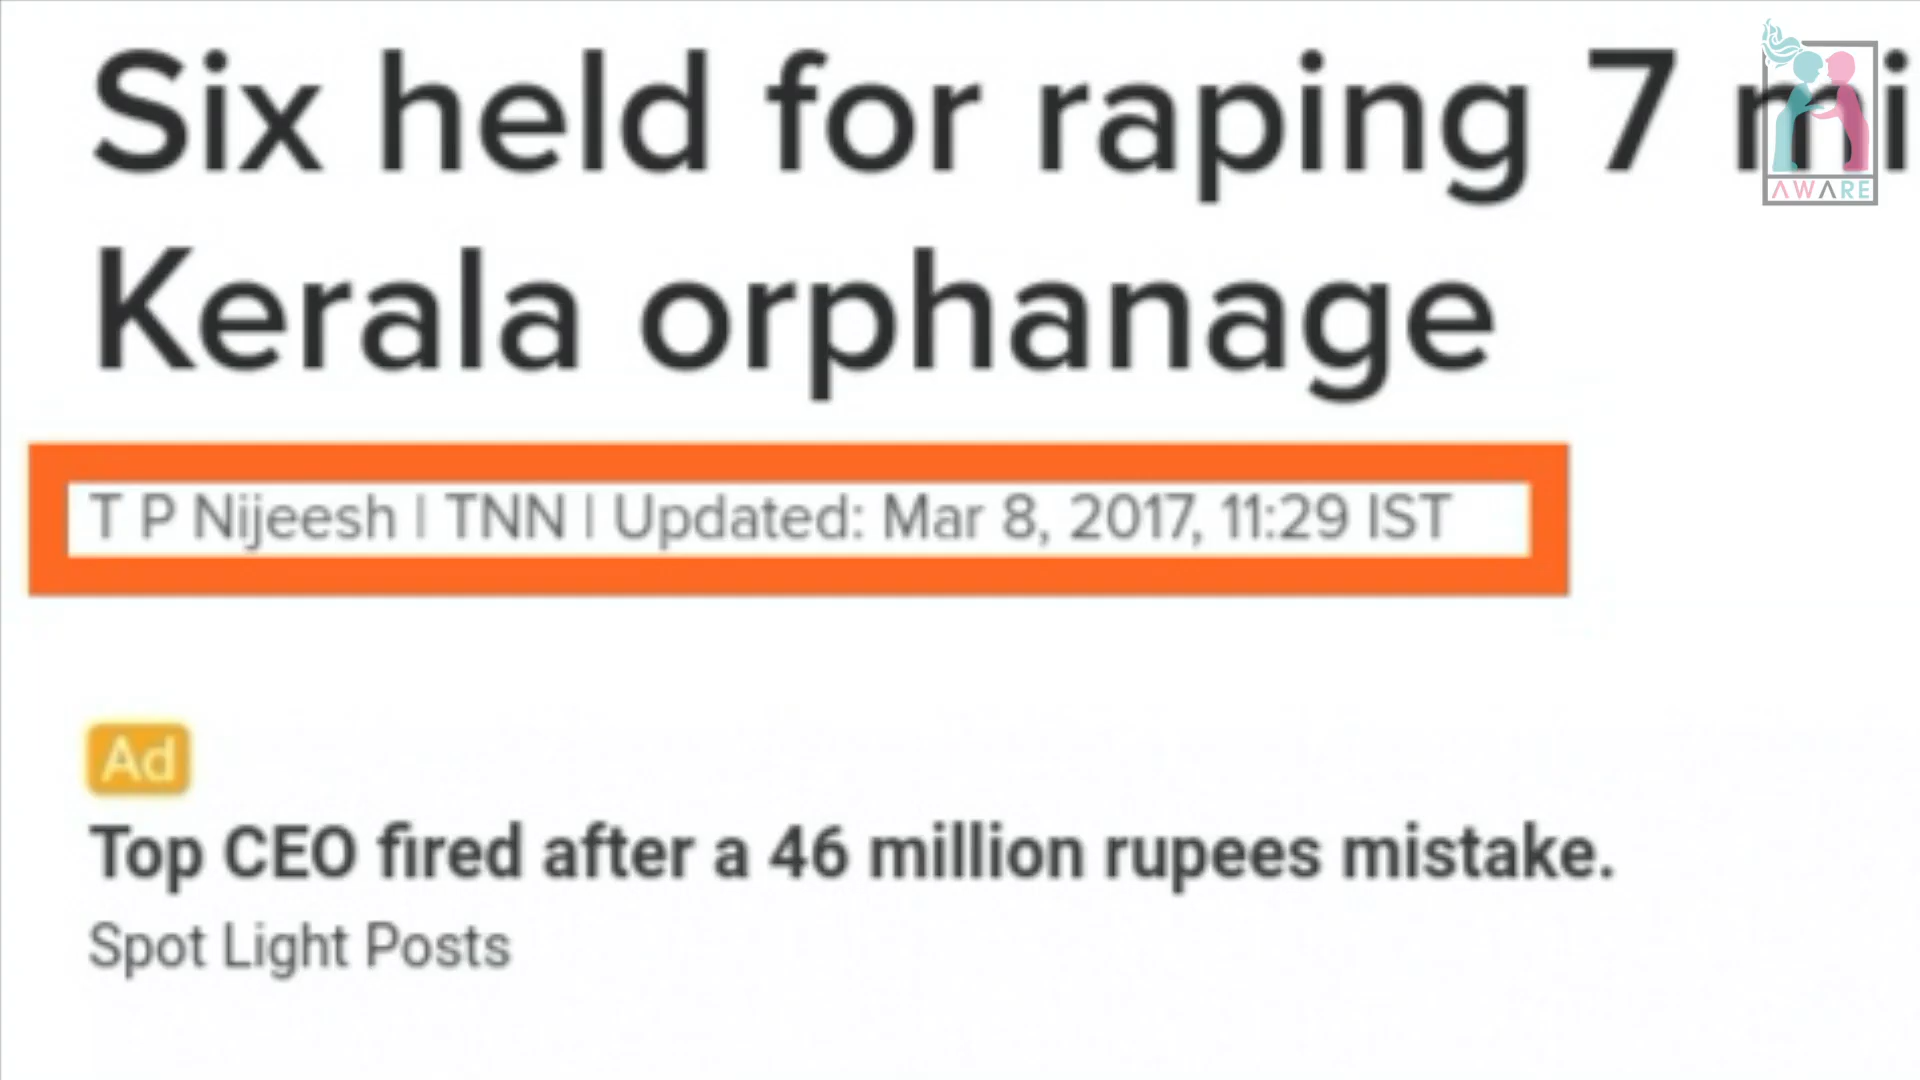 Six held for raping 7 mi
Kerala orphanage
AWARE
T P Nijeesh | TNN | Updated: Mar 8, 2017, 11:29 IST
Ad
Top CEO fired after a 46 million rupees mistake.
Spot Light Posts